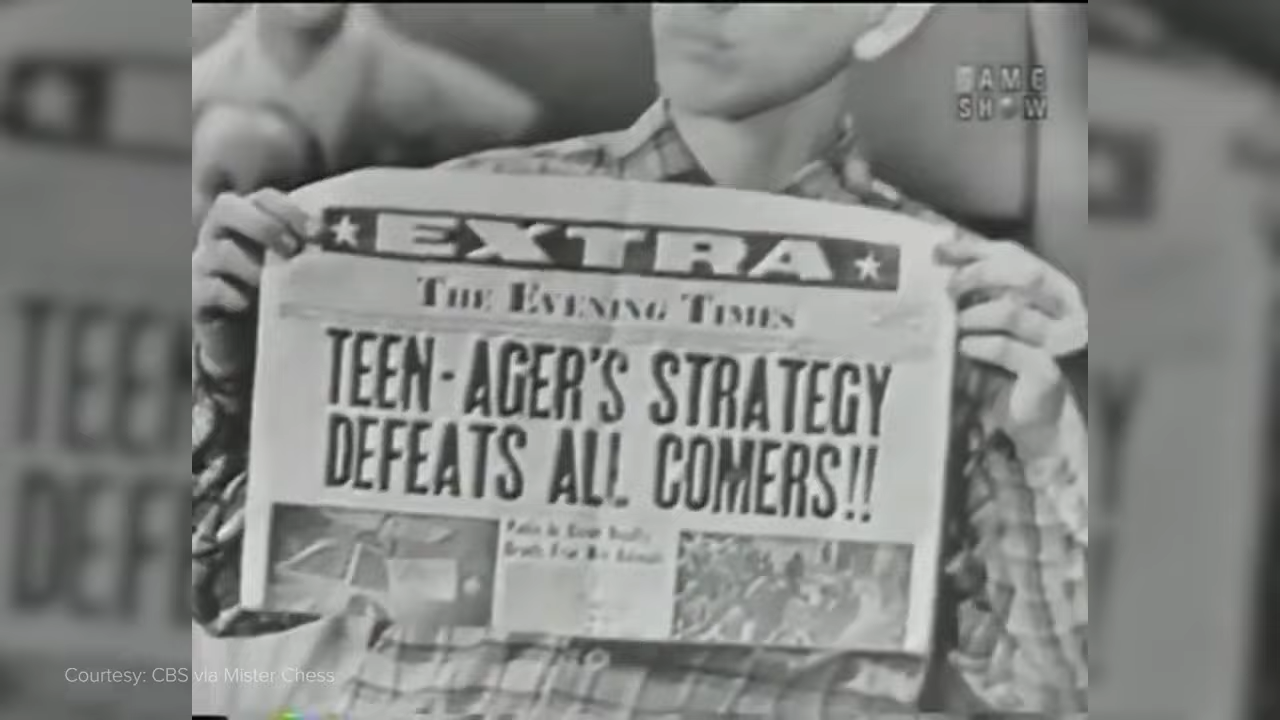 GAME
SHOW
EXTRA
THE EVENING TIMES
TEEN-AGER'S STRATEGY
DEFEATS ALL COMERS!!
Courtesy: CBS via Mister Chess